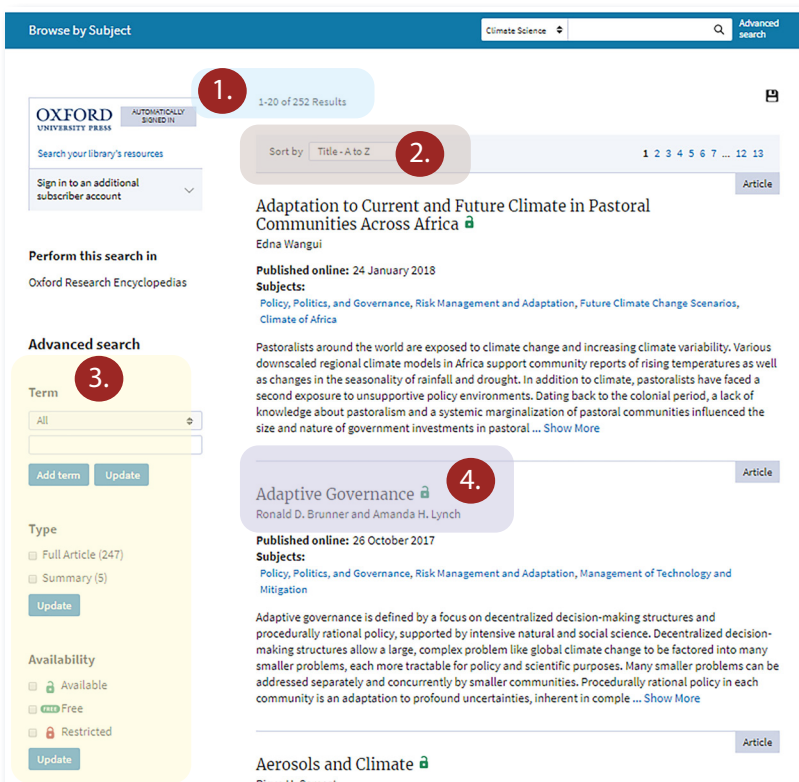 Browse by Subject
Climate Science
Advanced
search
1.
1-20 of 252 Results
OXFORD
UNIVERSITY PRESS
AUTOMATICALLY
SIGNED IN
Search your library's resources
Sign in to an additional
subscriber account
Sort by Title - A to Z
2.
1 2 3 4 5 6 7 ... 12 13
Article
Adaptation to Current and Future Climate in Pastoral
Communities Across Africa
Edna Wangui
Published online: 24 January 2018
Subjects:
Policy, Politics, and Governance, Risk Management and Adaptation, Future Climate Change Scenarios,
Climate of Africa
Pastoralists around the world are exposed to climate change and increasing climate variability. Various
downscaled regional climate models in Africa support community reports of rising temperatures as well
as changes in the seasonality of rainfall and drought. In addition to climate, pastoralists have faced a
second exposure to unsupportive policy environments. Dating back to the colonial period, a lack of
knowledge about pastoralism and a systemic marginalization of pastoral communities influenced the
size and nature of government investments in pastoral ... Show More
Perform this search in
Oxford Research Encyclopedias
Advanced search
3.
Term
All
Add term
Update
Type
Full Article (247)
Summary (5)
Update
Availability
Available
FREE Free
Restricted
Update
Article
4.
Adaptive Governance
Ronald D. Brunner and Amanda H. Lynch
Published online: 26 October 2017
Subjects:
Policy, Politics, and Governance, Risk Management and Adaptation, Management of Technology and
Mitigation
Adaptive governance is defined by a focus on decentralized decision-making structures and
procedurally rational policy, supported by intensive natural and social science. Decentralized decision-
making structures allow a large, complex problem like global climate change to be factored into many
smaller problems, each more tractable for policy and scientific purposes. Many smaller problems can be
addressed separately and concurrently by smaller communities. Procedurally rational policy in each
community is an adaptation to profound uncertainties, inherent in comple ... Show More
Article
Aerosols and Climate